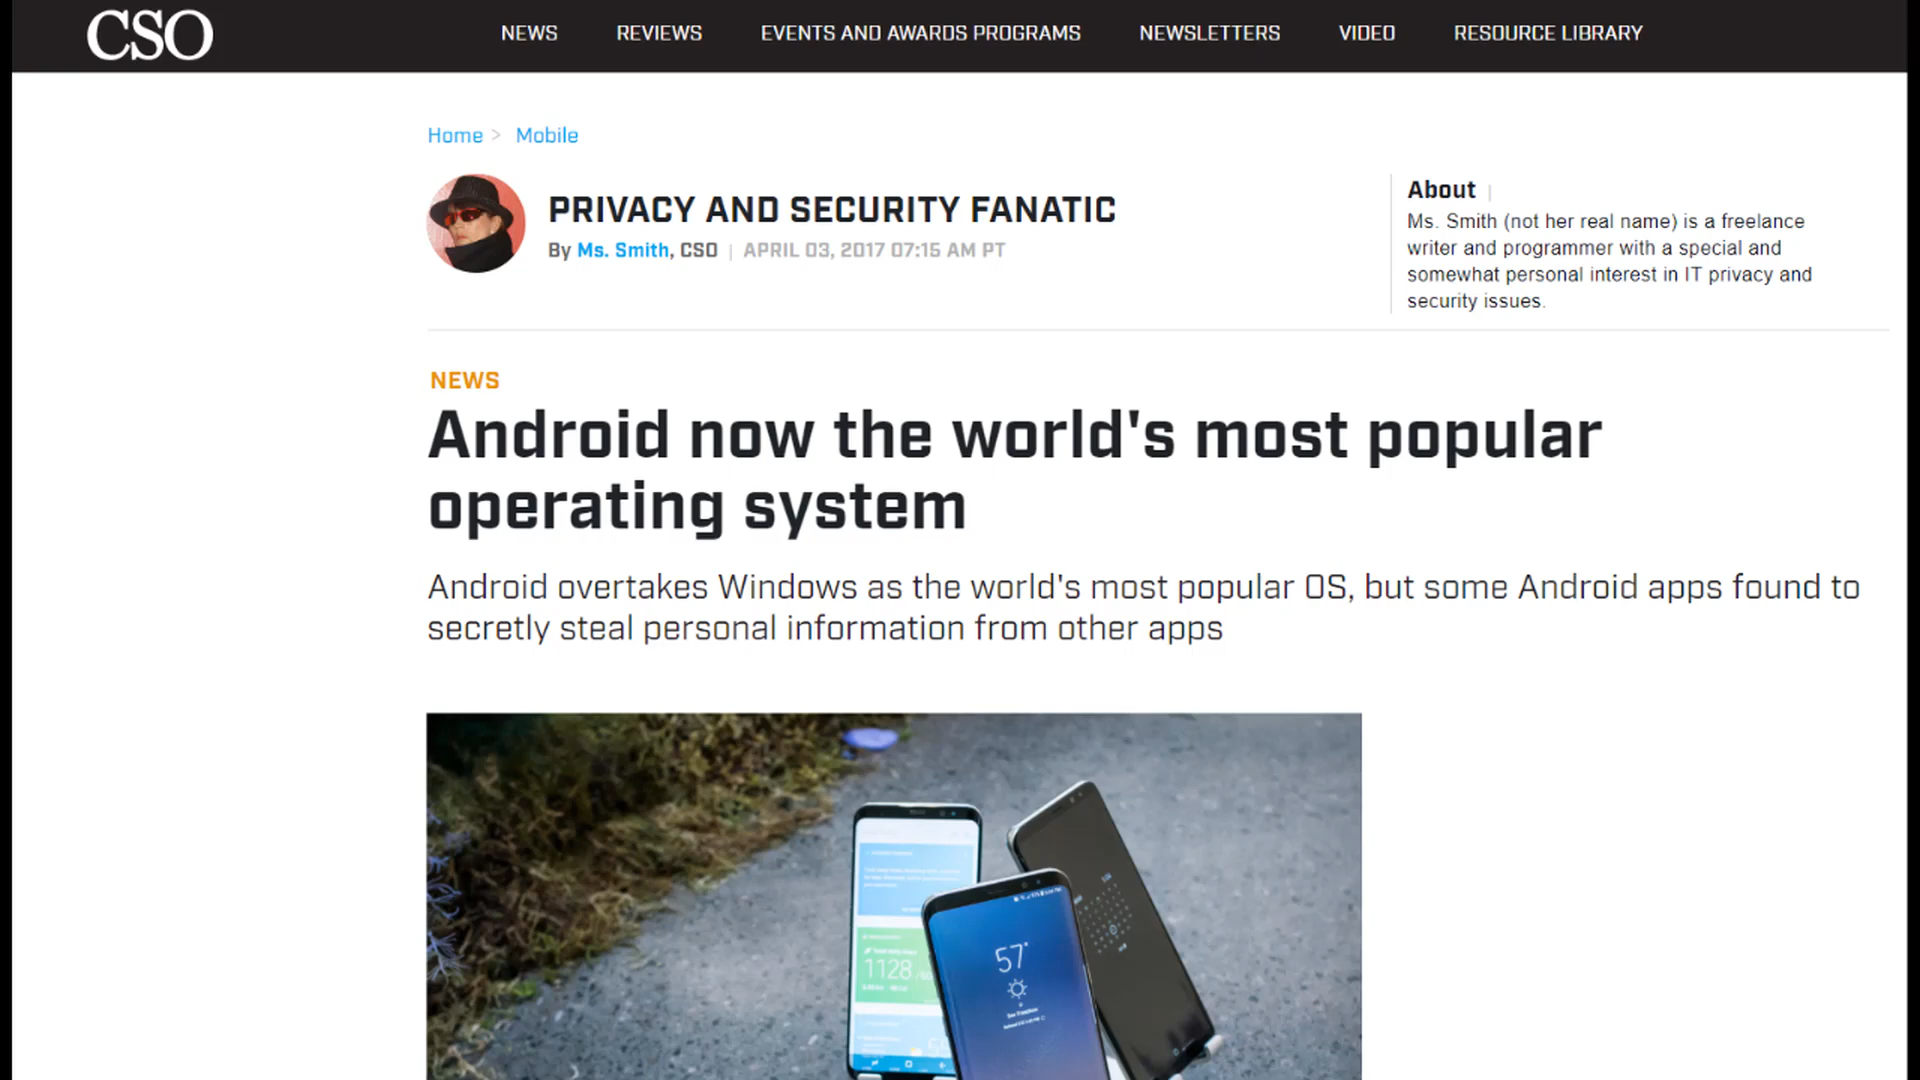 CSO
NEWS REVIEWS EVENTS AND AWARDS PROGRAMS NEWSLETTERS VIDEO RESOURCE LIBRARY
Home > Mobile
PRIVACY AND SECURITY FANATIC
By Ms. Smith, CSO | APRIL 03, 2017 07:15 AM PT
About |
Ms. Smith (not her real name) is a freelance
writer and programmer with a special and
somewhat personal interest in IT privacy and
security issues.
NEWS
Android now the world's most popular
operating system
Android overtakes Windows as the world's most popular OS, but some Android apps found to
secretly steal personal information from other apps
1128
57°